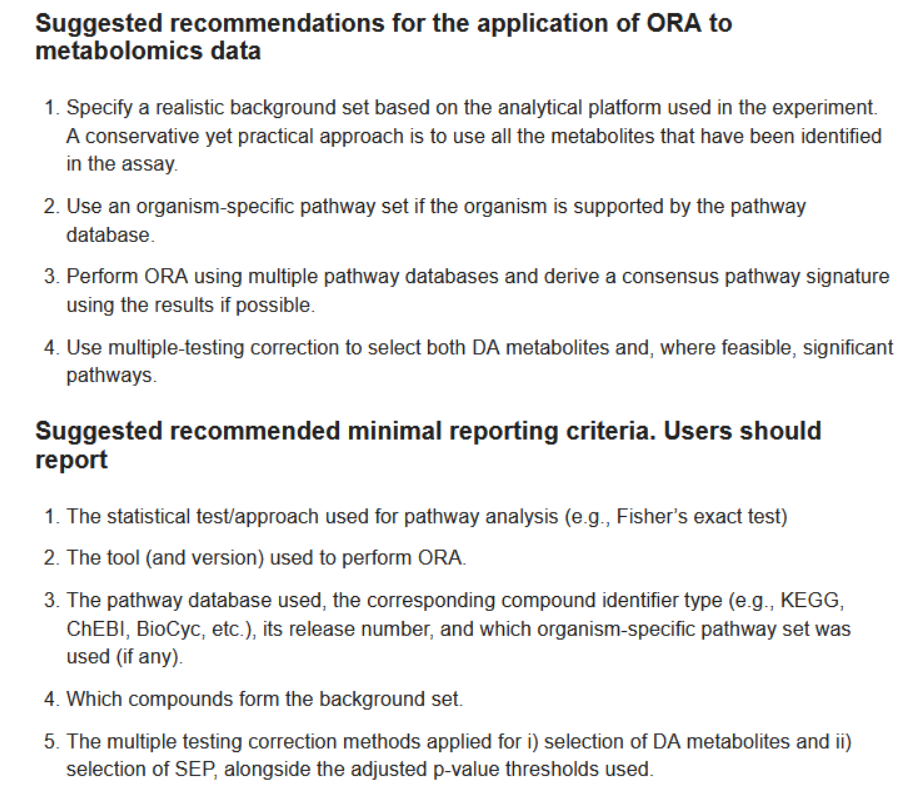 Suggested recommendations for the application of ORA to
metabolomics data
1. Specify a realistic background set based on the analytical platform used in the experiment.
A conservative yet practical approach is to use all the metabolites that have been identified
in the assay.
2. Use an organism-specific pathway set if the organism is supported by the pathway
database.
3. Perform ORA using multiple pathway databases and derive a consensus pathway signature
using the results if possible.
4. Use multiple-testing correction to select both DA metabolites and, where feasible, significant
pathways.
Suggested recommended minimal reporting criteria. Users should
report
1. The statistical test/approach used for pathway analysis (e.g., Fisher’s exact test)
2. The tool (and version) used to perform ORA.
3. The pathway database used, the corresponding compound identifier type (e.g., KEGG,
ChEBI, BioCyc, etc.), its release number, and which organism-specific pathway set was
used (if any).
4. Which compounds form the background set.
5. The multiple testing correction methods applied for i) selection of DA metabolites and ii)
selection of SEP, alongside the adjusted p-value thresholds used.